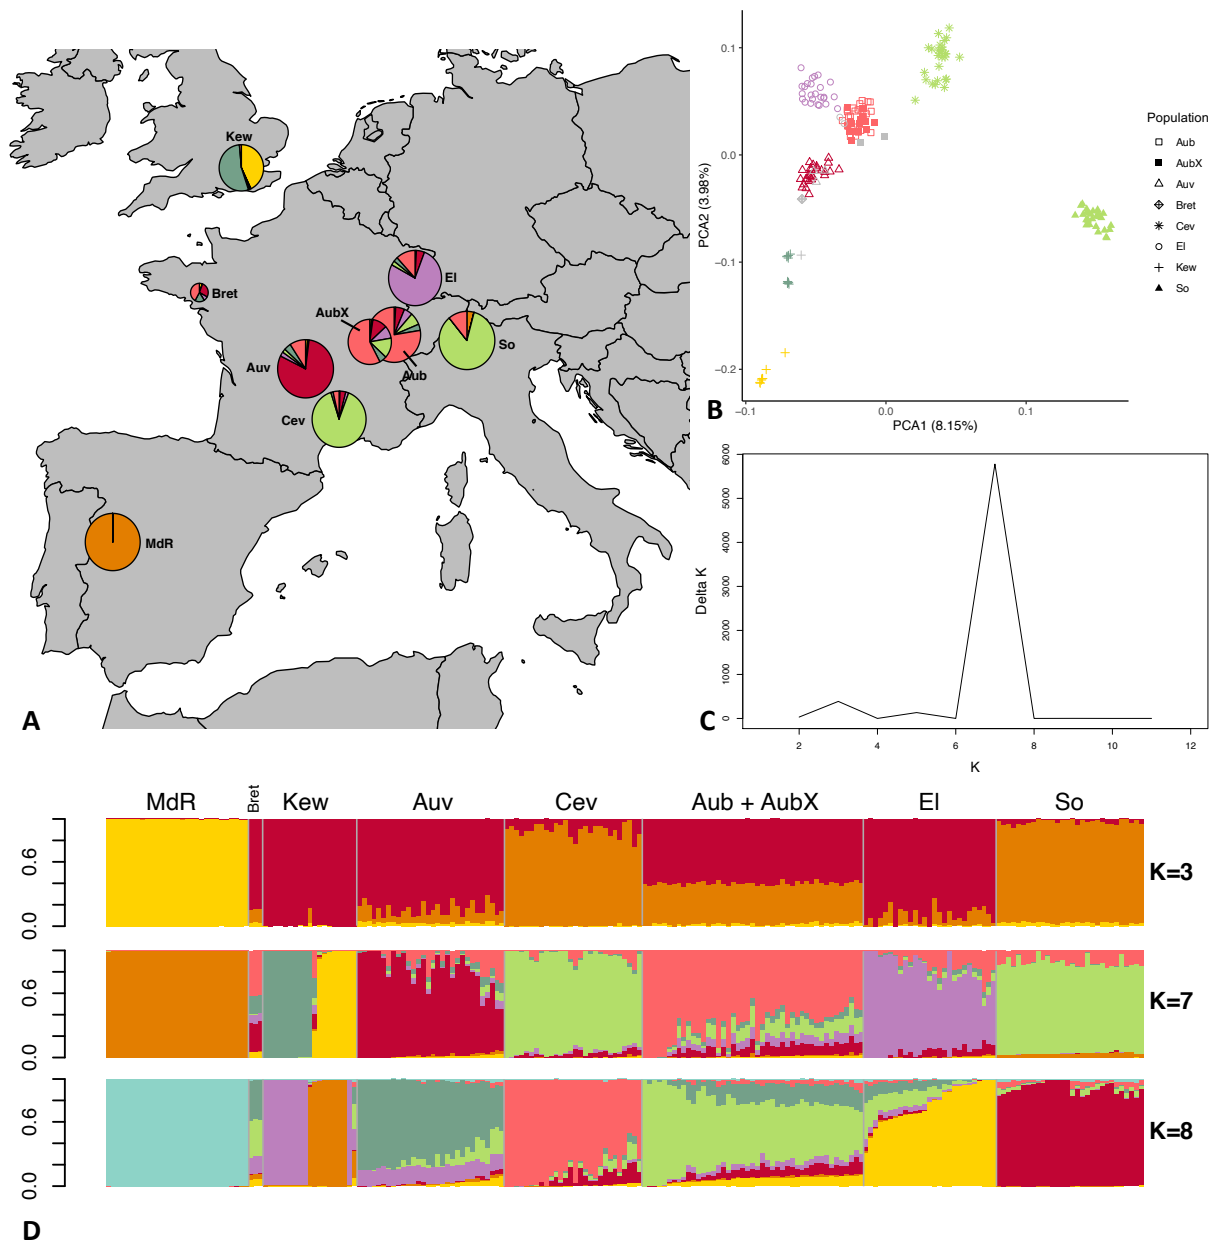 Kew
Bret
El
AubX
So
Auv
Aub
Cev
MdR
A
0.1
0.0
−0.1
−0.2
PCA2 (3.98%)
−0.1
0.0
0.1
PCA1 (8.15%)
B
Population
Aub
AubX
Auv
Bret
Cev
El
Kew
So
6000
5000
4000
3000
2000
1000
0
Delta K
2
4
6
8
10
12
K
C
MdR
Bret
Kew
Auv
Cev
Aub + AubX
El
So
0.6
0.0
K=3
0.6
0.0
K=7
0.6
0.0
K=8
D